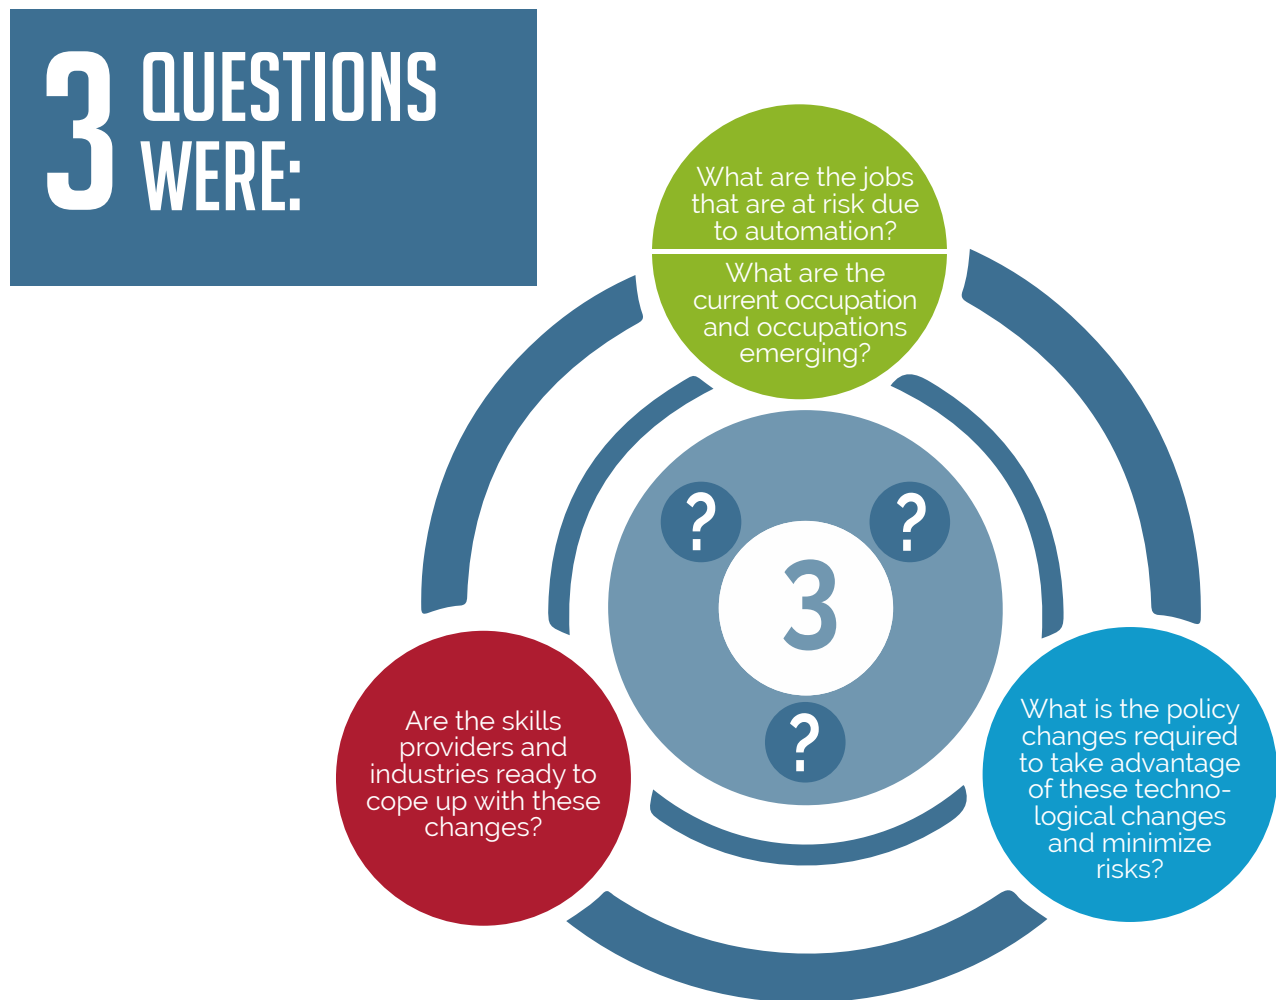 3 QUESTIONS
WERE:
What are the jobs
that are at risk due
to automation?
What are the
current occupation
and occupations
emerging?
? ?
3
?
Are the skills
providers and
industries ready to
cope up with these
changes?
What is the policy
changes required
to take advantage
of these techno-
logical changes
and minimize
risks?